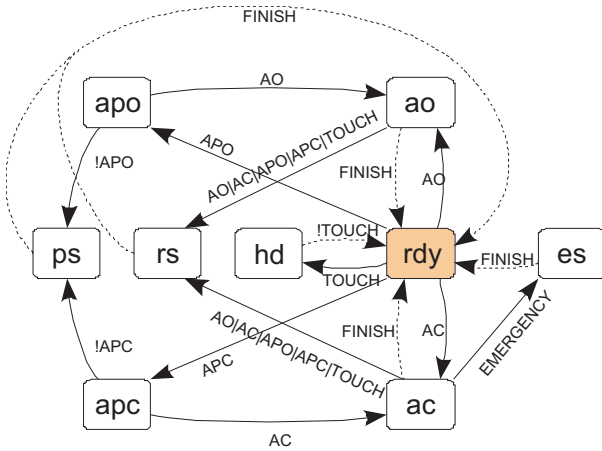 FINISH
AO
apo
ao
!APO
APO
AO|AC|APO|APC|TOUCH
FINISH
AO
ps
rs
hd
!TOUCH
rdy
FINISH
es
TOUCH
!APC
APC
AO|AC|APO|APC|TOUCH
FINISH
AC
EMERGENCY
apc
ac
AC